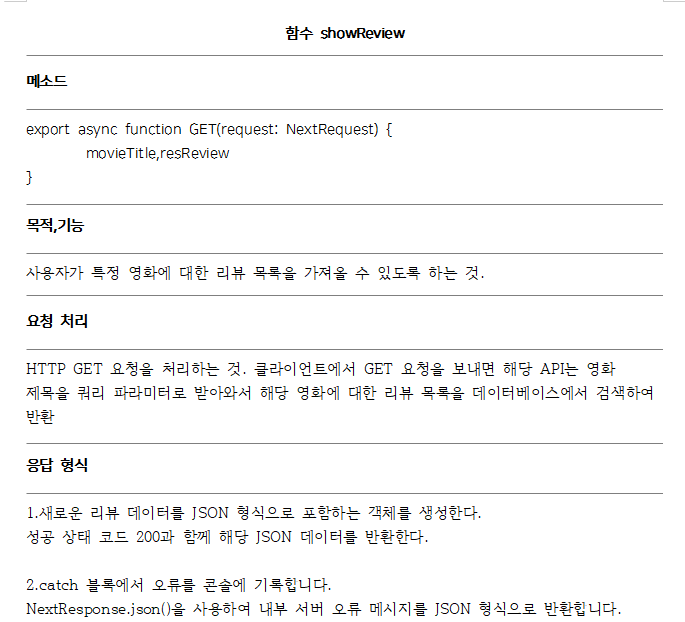 함수 showReview
메소드
export async function GET(request: NextRequest) {
movieTitle,resReview
}
목적,기능
사용자가 특정 영화에 대한 리뷰 목록을 가져올 수 있도록 하는 것.
요청 처리
HTTP GET 요청을 처리하는 것. 클라이언트에서 GET 요청을 보내면 해당 API는 영화
제목을 쿼리 파라미터로 받아와서 해당 영화에 대한 리뷰 목록을 데이터베이스에서 검색하여
반환
응답 형식
1.새로운 리뷰 데이터를 JSON 형식으로 포함하는 객체를 생성한다.
성공 상태 코드 200과 함께 해당 JSON 데이터를 반환한다.
2.catch 블록에서 오류를 콘솔에 기록힙니다.
NextResponse.json()을 사용하여 내부 서버 오류 메시지를 JSON 형식으로 반환힙니다.